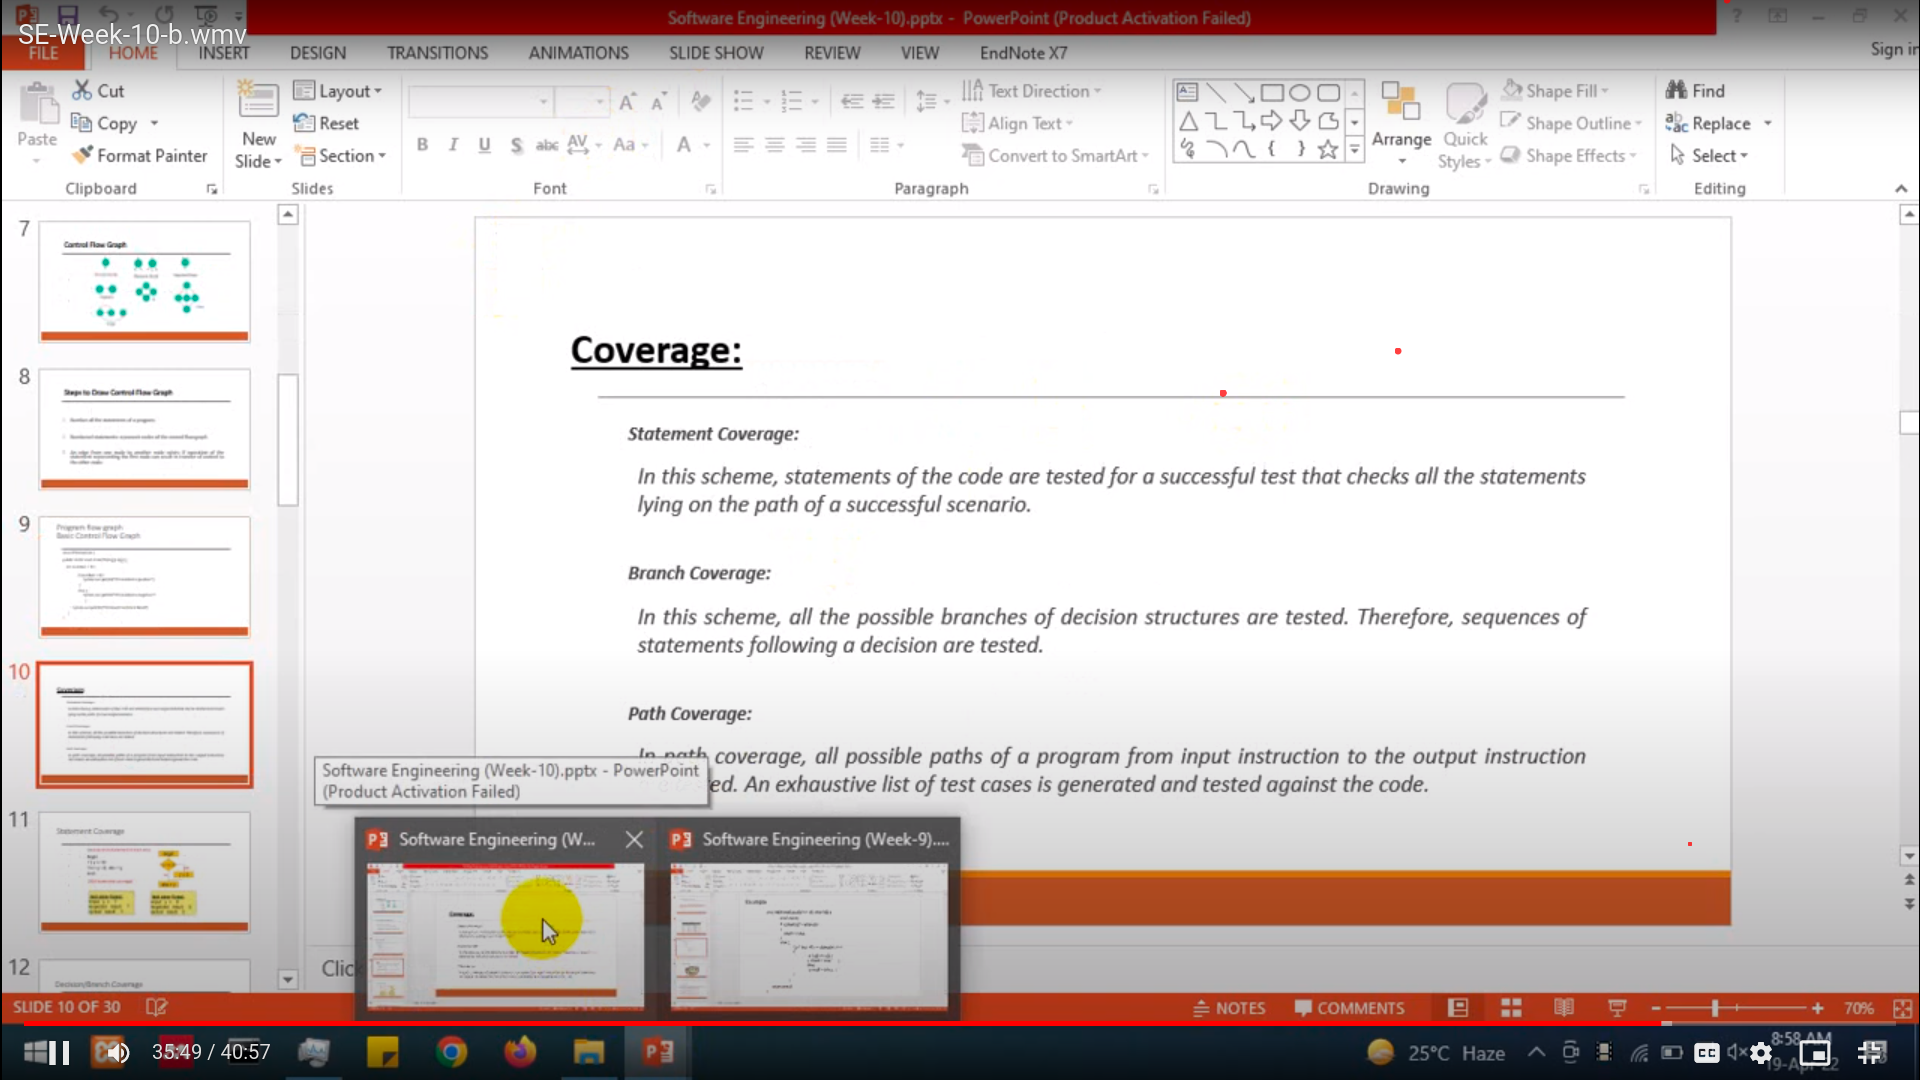 Software Engineering (Week-10).pptx - PowerPoint (Product Activation Failed)
SE-Week-10-b.wmv
FILE HOME INSERT DESIGN TRANSITIONS ANIMATIONS SLIDE SHOW REVIEW VIEW EndNote X7 Sign in
Paste
Cut
Copy
Format Painter
Clipboard
New Slide
Layout
Reset
Section
Slides
B I U S abc AV Aa A
Font
Text Direction
Align Text
Convert to SmartArt
Paragraph
Arrange
Quick Styles
Shape Fill
Shape Outline
Shape Effects
Drawing
Find
Replace
Select
Editing
7
Control Flow Graph
8
Steps to Draw Control Flow Graph
9
Program flow graph
Basic Control Flow Graph
10
Coverage:
11
Statement Coverage
12
Decision/Branch Coverage
Coverage:
Statement Coverage:
In this scheme, statements of the code are tested for a successful test that checks all the statements
lying on the path of a successful scenario.
Branch Coverage:
In this scheme, all the possible branches of decision structures are tested. Therefore, sequences of
statements following a decision are tested.
Path Coverage:
In path coverage, all possible paths of a program from input instruction to the output instruction
ed. An exhaustive list of test cases is generated and tested against the code.
Software Engineering (Week-10).pptx - PowerPoint
(Product Activation Failed)
Software Engineering (W...
Software Engineering (Week-9)....
Clic
SLIDE 10 OF 30
NOTES
COMMENTS
70%
35:49 / 40:57
25°C Haze
CC
8:58 AM
19-Apr-22